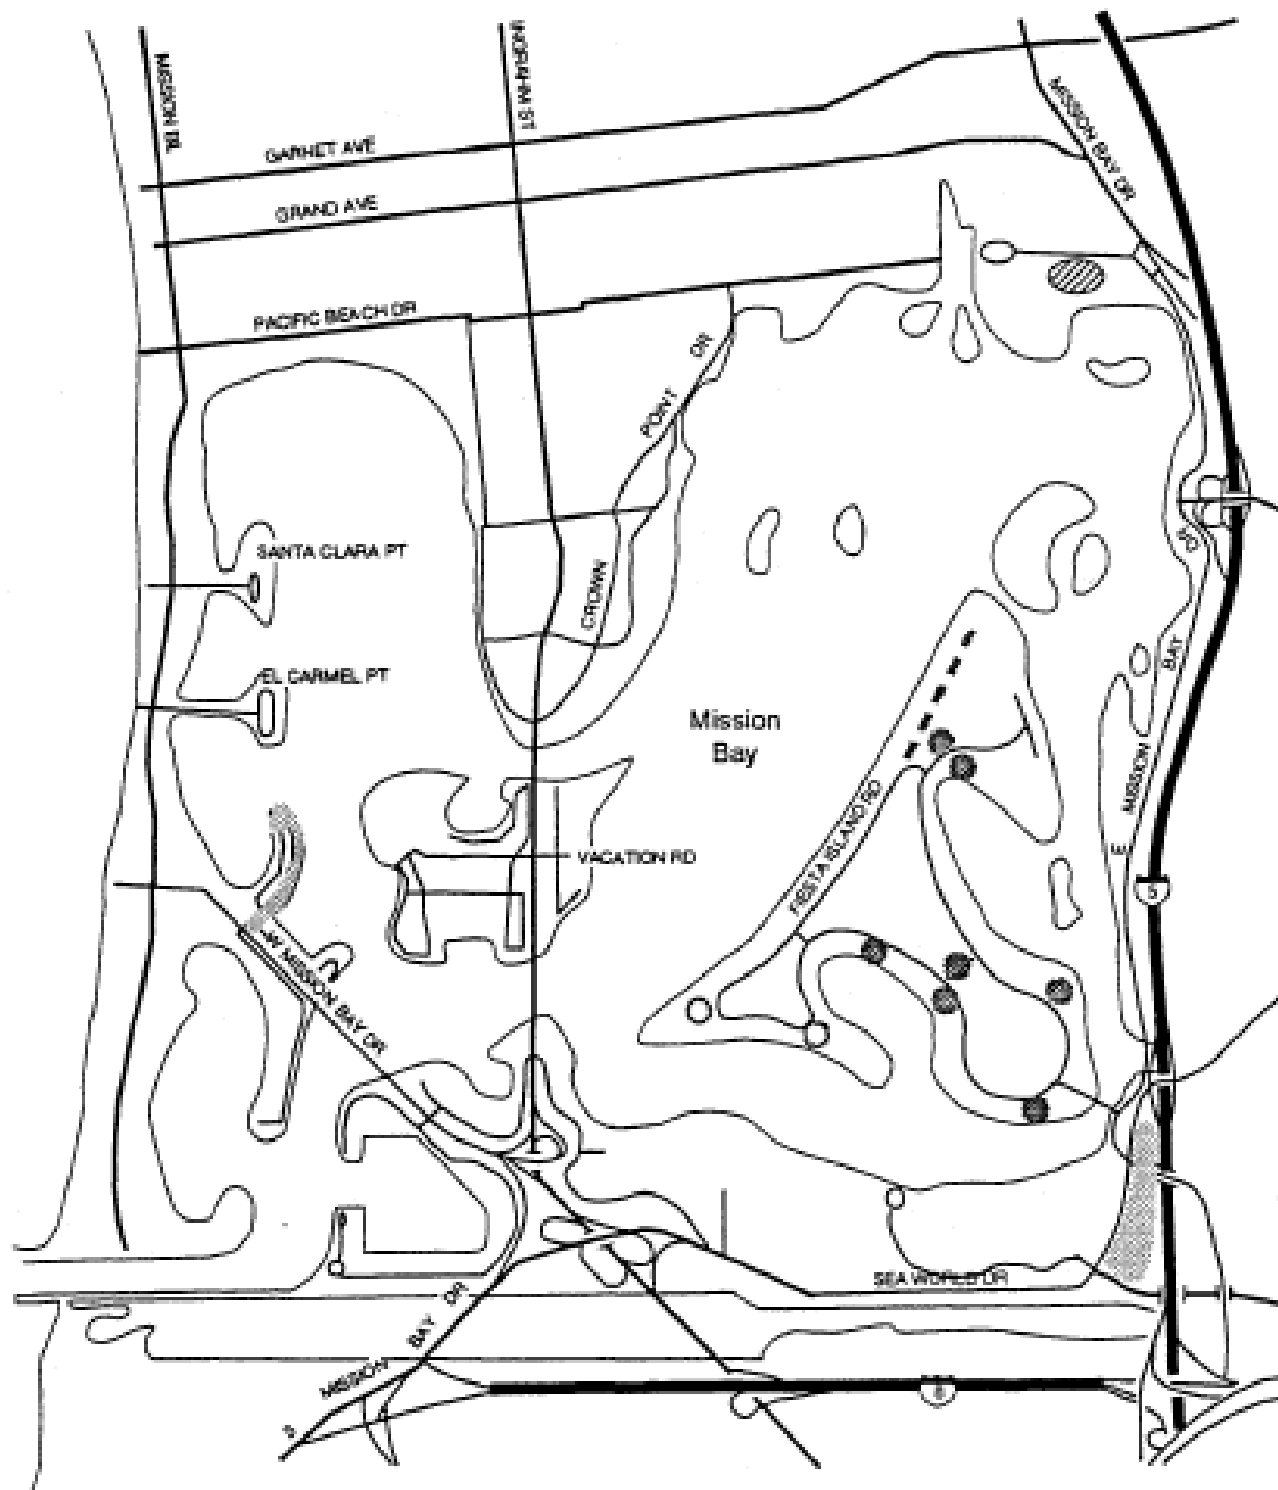 MISSION BL
INGRAHM ST
MISSION BAY DR
GARNET AVE
GRAND AVE
PACIFIC BEACH DR
POINT DR
CROWN
SANTA CLARA PT
EL CARMEL PT
Mission
Bay
DR
BAY
MISSION
E
FIESTA ISLAND RD
VACATION RD
5
W MISSION BAY DR
SEA WORLD DR
DR
BAY
MISSION
S
8